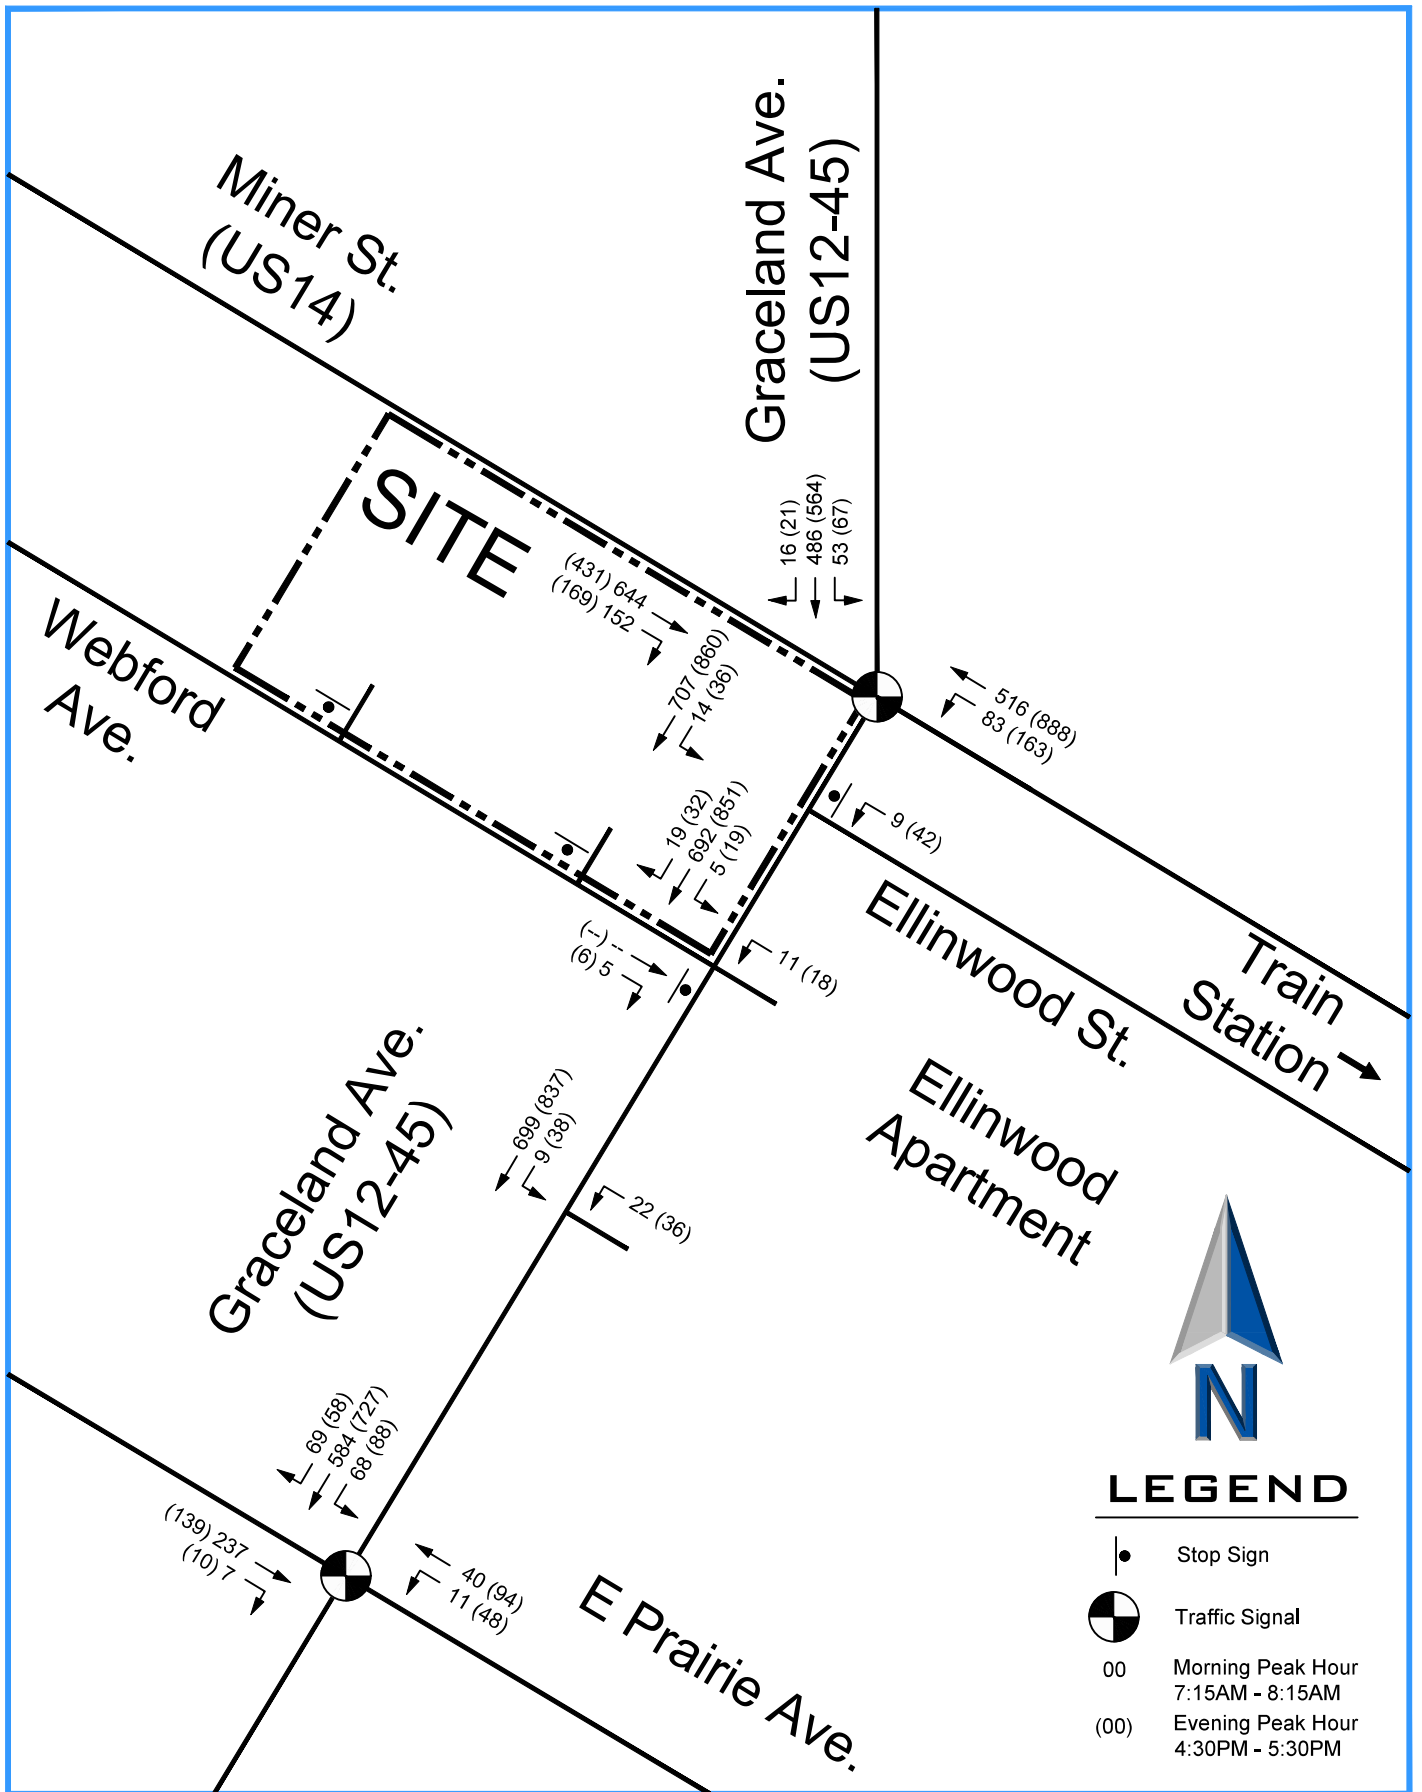 Graceland Ave.
(US12-45)
Miner St.
(US14)
SITE
16 (21)
486 (564)
53 (67)
(431) 644
(169) 152
Webford
Ave.
707 (860)
14 (36)
516 (888)
83 (163)
19 (32)
692 (851)
5 (19)
9 (42)
(--) --
(6) 5
11 (18)
Ellinwood St.
Train
Station
Graceland Ave.
(US12-45)
699 (837)
9 (38)
22 (36)
Ellinwood
Apartment
69 (58)
584 (727)
68 (88)
(139) 237
(10) 7
40 (94)
11 (48)
E Prairie Ave.
N
LEGEND
Stop Sign
Traffic Signal
00 Morning Peak Hour
7:15AM - 8:15AM
(00) Evening Peak Hour
4:30PM - 5:30PM